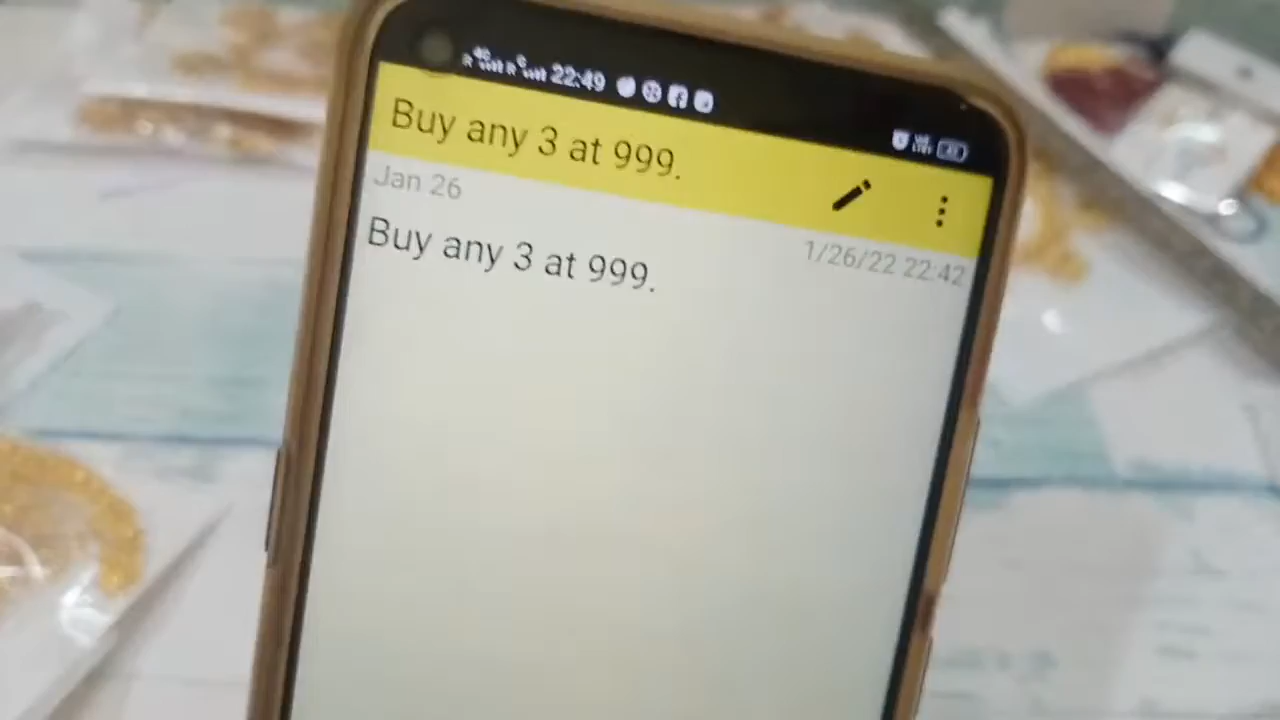 22:49
Buy any 3 at 999.
Jan 26
1/26/22 22:42
Buy any 3 at 999.